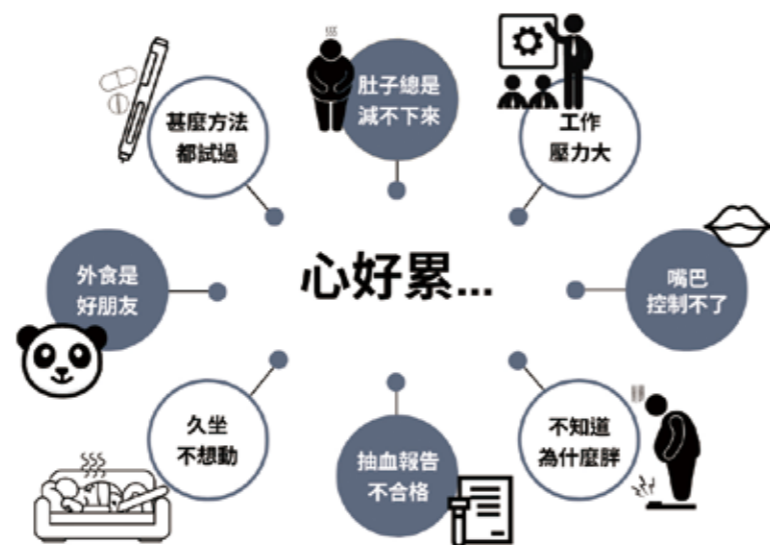 肚子總是
減不下來
甚麼方法
都試過
工作
壓力大
心好累...
外食是
好朋友
嘴巴
控制不了
久坐
不想動
不知道
為什麼胖
抽血報告
不合格